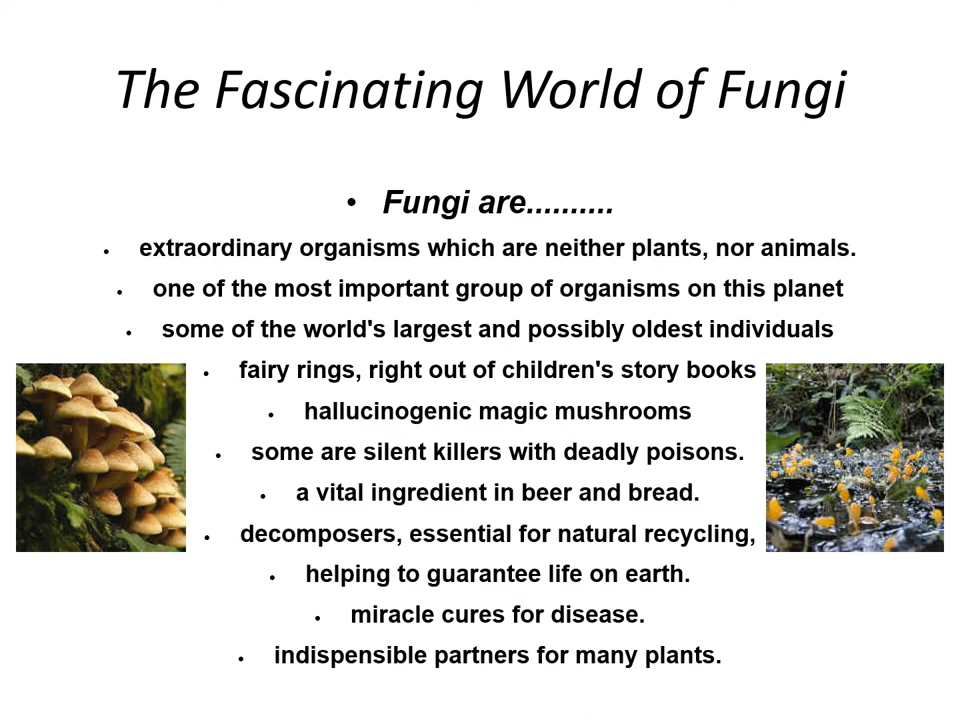 The Fascinating World of Fungi
• Fungi are..........
• extraordinary organisms which are neither plants, nor animals.
• one of the most important group of organisms on this planet
• some of the world's largest and possibly oldest individuals
• fairy rings, right out of children's story books
• hallucinogenic magic mushrooms
• some are silent killers with deadly poisons.
• a vital ingredient in beer and bread.
• decomposers, essential for natural recycling,
• helping to guarantee life on earth.
• miracle cures for disease.
• indispensible partners for many plants.